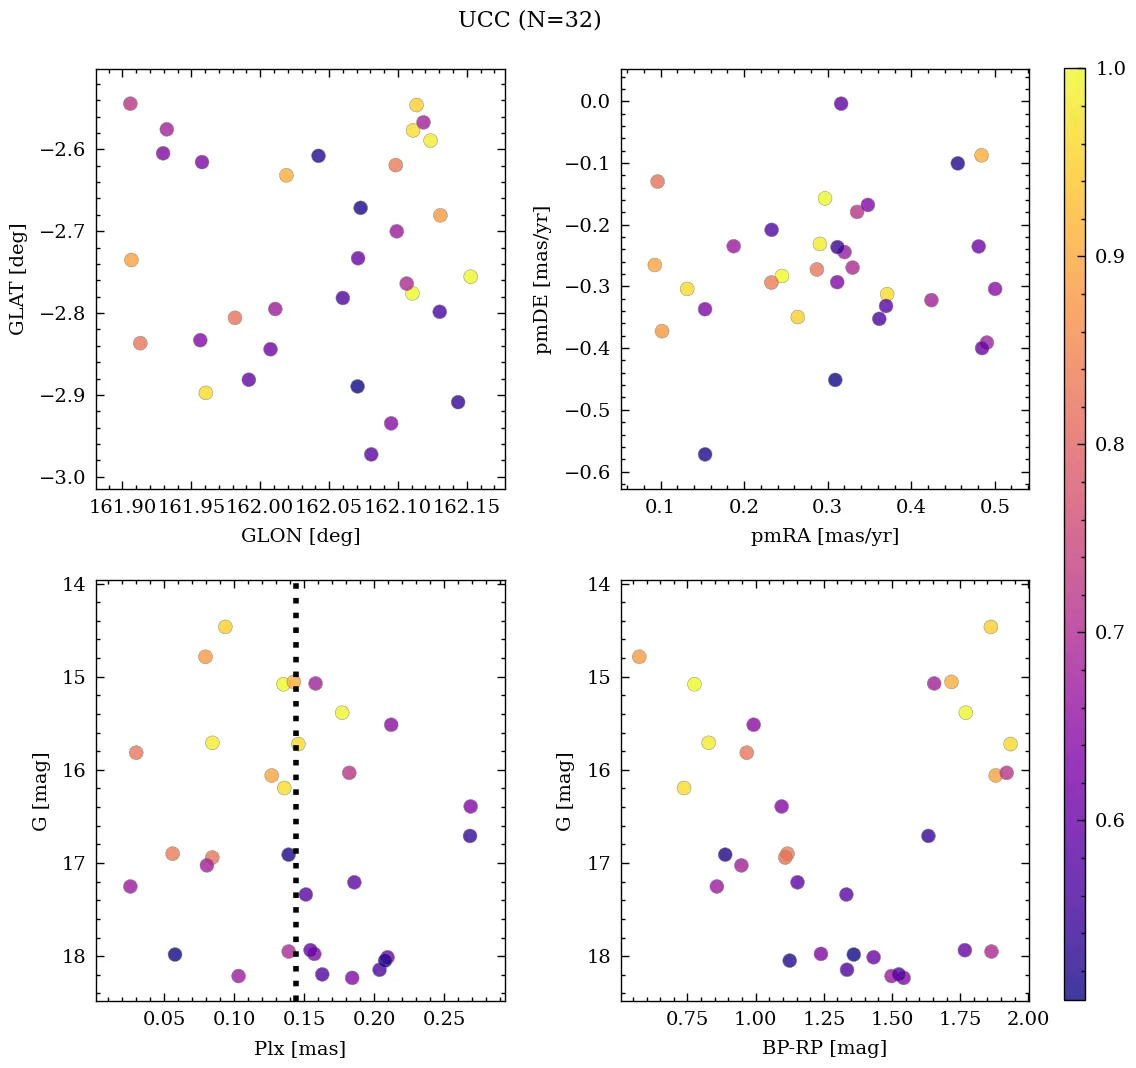 UCC (N=32)
−2.6
−2.7
−2.8
−2.9
−3.0
GLAT [deg]
161.90 161.95 162.00 162.05 162.10 162.15
GLON [deg]
0.0
−0.1
−0.2
−0.3
−0.4
−0.5
−0.6
pmDE [mas/yr]
0.1 0.2 0.3 0.4 0.5
pmRA [mas/yr]
1.0
0.9
0.8
0.7
0.6
14
15
16
17
18
G [mag]
0.05 0.10 0.15 0.20 0.25
Plx [mas]
14
15
16
17
18
G [mag]
0.75 1.00 1.25 1.50 1.75 2.00
BP-RP [mag]